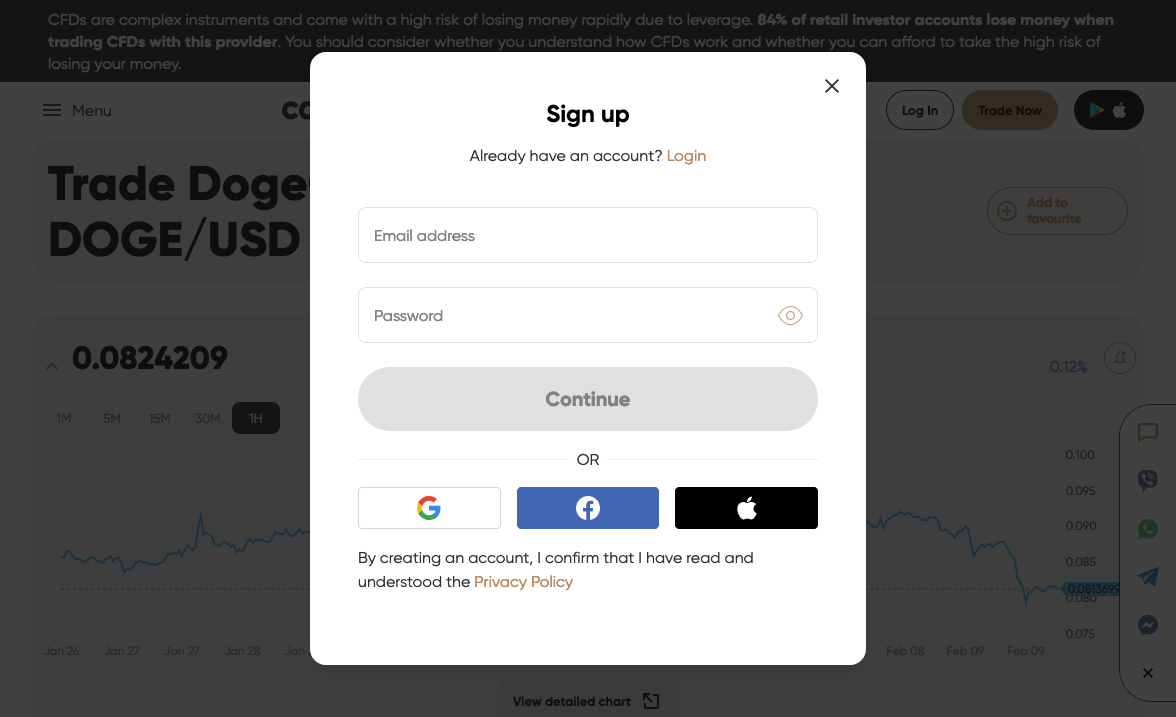 CFDs are complex instruments and come with a high risk of losing money rapidly due to leverage. 84% of retail investor accounts lose money when
trading CFDs with this provider. You should consider whether you understand how CFDs work and whether you can afford to take the high risk of
losing your money.
Menu
Log In
Trade Now
Trade
DOGE/USD
Add to
favourite
0.0824209
0.12%
1M 5M 15M 30M 1H
0.100
0.095
0.090
0.085
0.0813699
0.080
0.075
Jan 26 Jan 27 Jan 27 Jan 28 Jan
Feb 08 Feb 09 Feb 09
View detailed chart
Sign up
Already have an account? Login
Email address
Password
Continue
OR
By creating an account, I confirm that I have read and
understood the Privacy Policy